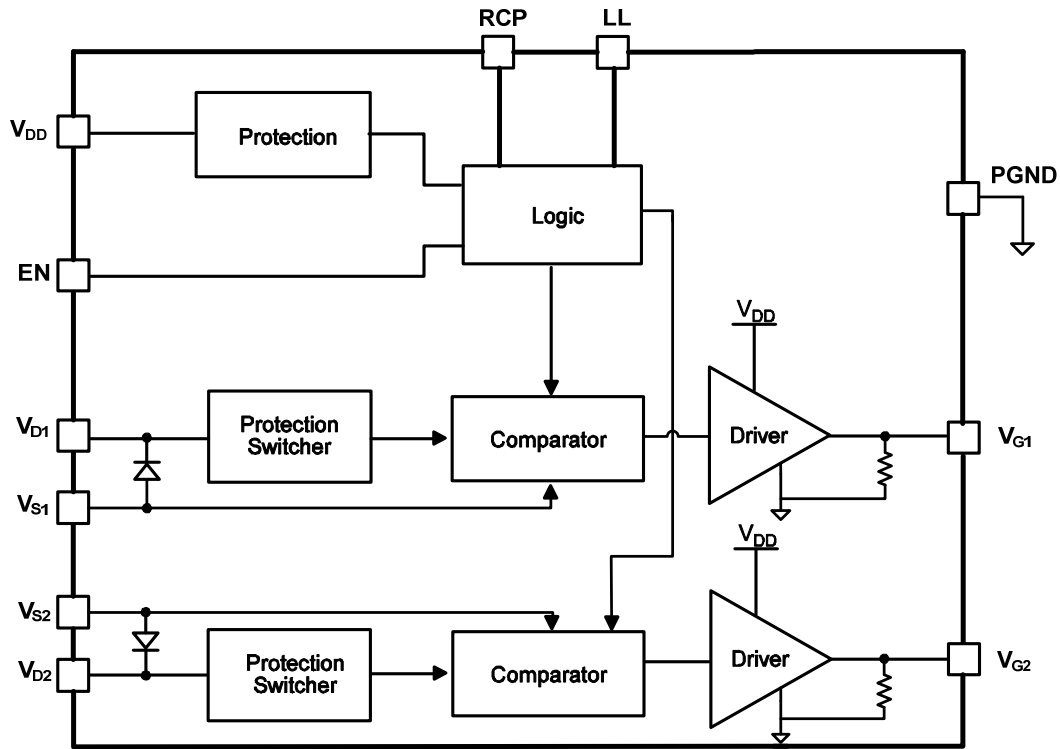 RCP LL
VDD
Protection
PGND
Logic
EN
VDD
VD1
Protection
Switcher
Comparator
Driver
VG1
VS1
VDD
VS2
VD2
Protection
Switcher
Comparator
Driver
VG2